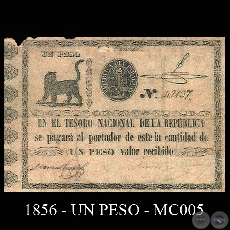 UN PESO
Nº 48137
EN EL TESORO NACIONAL DE LA REPUBLICA
se pagará al portador de este la cantidad de
UN PESO valor recibido
1856 - UN PESO - MC005